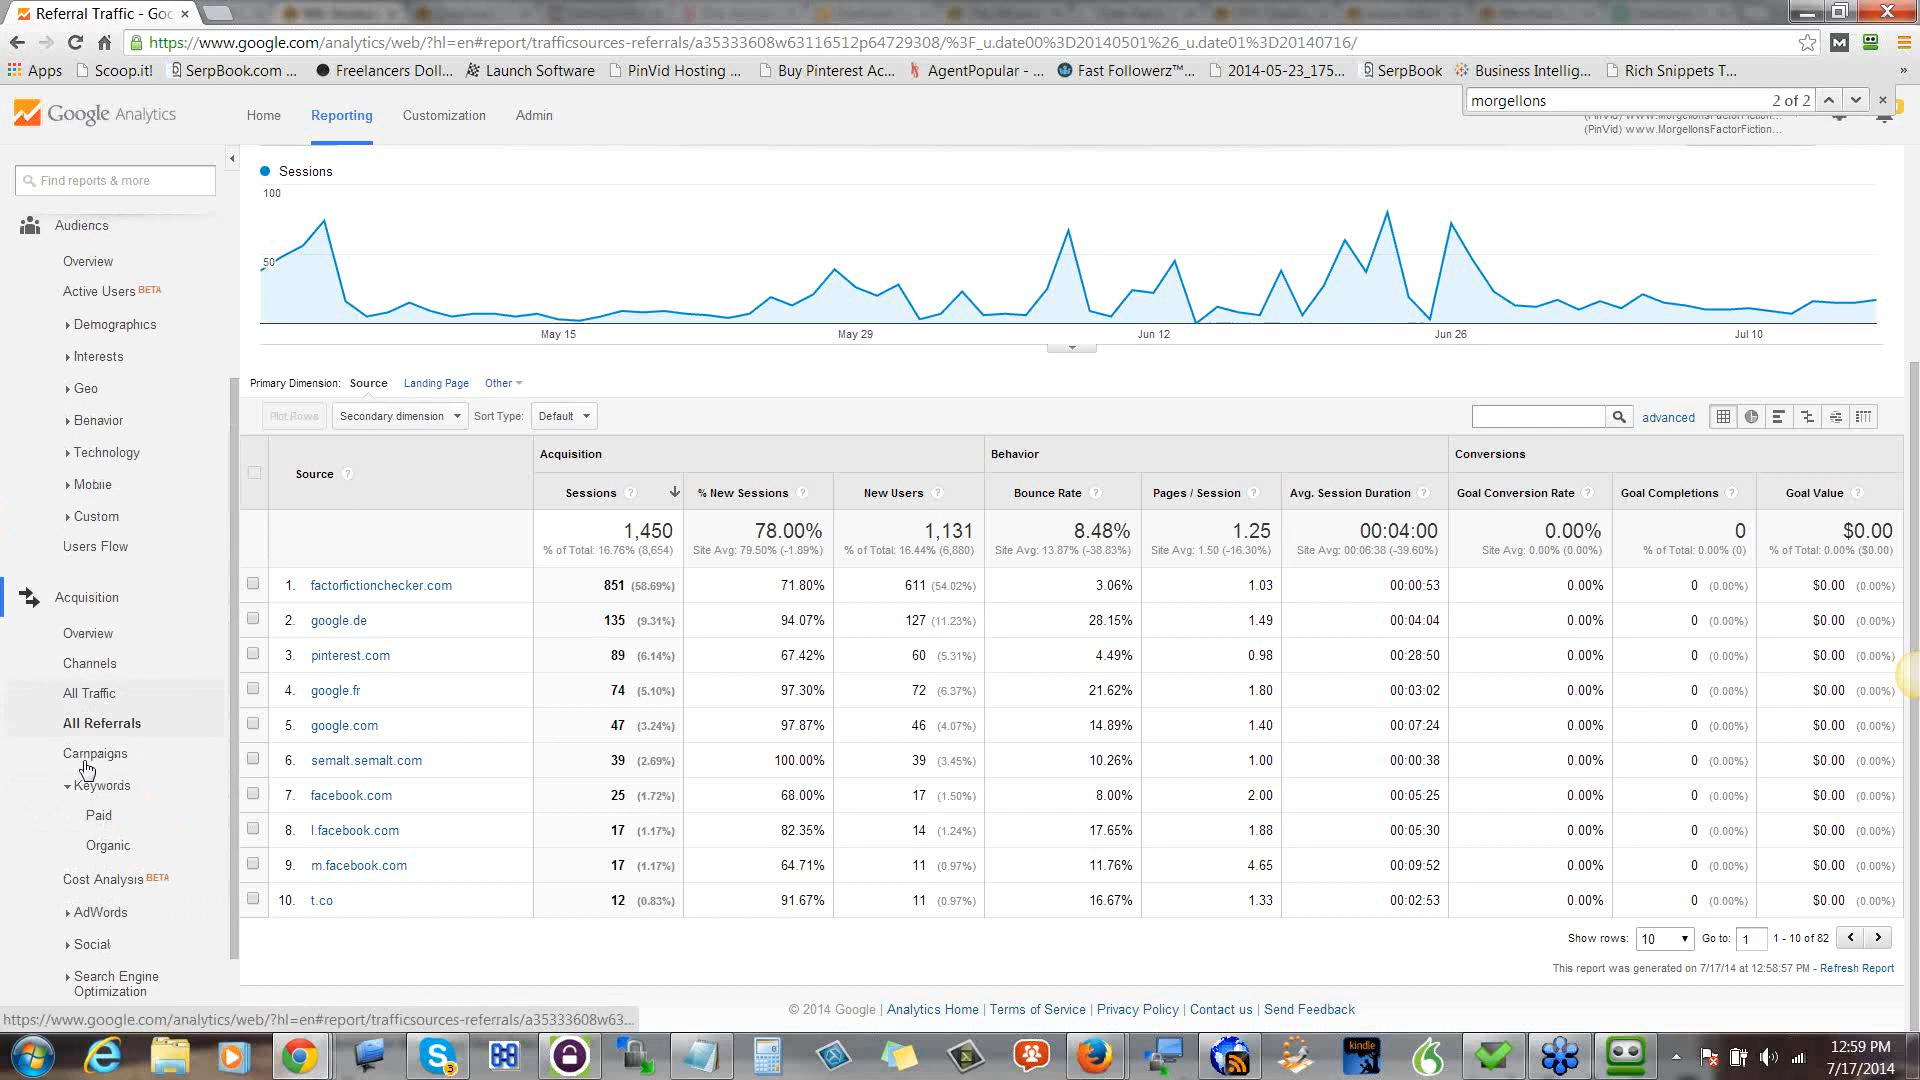 Referral Traffic - Goo
https://www.google.com/analytics/web/?hl=en#report/trafficsources-referrals/a35333608w63116512p64729308/%3F_u.date00%3D20140501%26_u.date01%3D20140716/
Apps Scoop.it! SerpBook.com ... Freelancers Doll... Launch Software PinVid Hosting ... Buy Pinterest Ac... AgentPopular - ... Fast Followerz™... 2014-05-23_175... SerpBook Business Intellig... Rich Snippets T... »
morgellons 2 of 2
Google Analytics Home Reporting Customization Admin
(PinVid) www.MorgellonsFactorFiction...
(PinVid) www.MorgellonsFactorFiction...
Find reports & more
Audience
Overview
Active Users BETA
Demographics
Interests
Geo
Behavior
Technology
Mobile
Custom
Users Flow
Acquisition
Overview
Channels
All Traffic
All Referrals
Campaigns
Keywords
Paid
Organic
Cost Analysis BETA
AdWords
Social
Search Engine
Optimization
Sessions
100
50
May 15 May 29 Jun 12 Jun 26 Jul 10
Primary Dimension: Source Landing Page Other
Plot Rows Secondary dimension Sort Type: Default advanced
Source ? Acquisition Behavior Conversions
Sessions ? % New Sessions ? New Users ? Bounce Rate ? Pages / Session ? Avg. Session Duration ? Goal Conversion Rate ? Goal Completions ? Goal Value ?
1,450 78.00% 1,131 8.48% 1.25 00:04:00 0.00% 0 $0.00
% of Total: 16.76% (8,654) Site Avg: 79.50% (-1.89%) % of Total: 16.44% (6,880) Site Avg: 13.87% (-38.83%) Site Avg: 1.50 (-16.30%) Site Avg: 00:06:38 (-39.60%) Site Avg: 0.00% (0.00%) % of Total: 0.00% (0) % of Total: 0.00% ($0.00)
1. factorfictionchecker.com 851 (58.69%) 71.80% 611 (54.02%) 3.06% 1.03 00:00:53 0.00% 0 (0.00%) $0.00 (0.00%)
2. google.de 135 (9.31%) 94.07% 127 (11.23%) 28.15% 1.49 00:04:04 0.00% 0 (0.00%) $0.00 (0.00%)
3. pinterest.com 89 (6.14%) 67.42% 60 (5.31%) 4.49% 0.98 00:28:50 0.00% 0 (0.00%) $0.00 (0.00%)
4. google.fr 74 (5.10%) 97.30% 72 (6.37%) 21.62% 1.80 00:03:02 0.00% 0 (0.00%) $0.00 (0.00%)
5. google.com 47 (3.24%) 97.87% 46 (4.07%) 14.89% 1.40 00:07:24 0.00% 0 (0.00%) $0.00 (0.00%)
6. semalt.semalt.com 39 (2.69%) 100.00% 39 (3.45%) 10.26% 1.00 00:00:38 0.00% 0 (0.00%) $0.00 (0.00%)
7. facebook.com 25 (1.72%) 68.00% 17 (1.50%) 8.00% 2.00 00:05:25 0.00% 0 (0.00%) $0.00 (0.00%)
8. l.facebook.com 17 (1.17%) 82.35% 14 (1.24%) 17.65% 1.88 00:05:30 0.00% 0 (0.00%) $0.00 (0.00%)
9. m.facebook.com 17 (1.17%) 64.71% 11 (0.97%) 11.76% 4.65 00:09:52 0.00% 0 (0.00%) $0.00 (0.00%)
10. t.co 12 (0.83%) 91.67% 11 (0.97%) 16.67% 1.33 00:02:53 0.00% 0 (0.00%) $0.00 (0.00%)
Show rows: 10 Go to: 1 1 - 10 of 82
This report was generated on 7/17/14 at 12:58:57 PM - Refresh Report
© 2014 Google | Analytics Home | Terms of Service | Privacy Policy | Contact us | Send Feedback
https://www.google.com/analytics/web/?hl=en#report/trafficsources-referrals/a35333608w63...
3
kindle
12:59 PM
7/17/2014